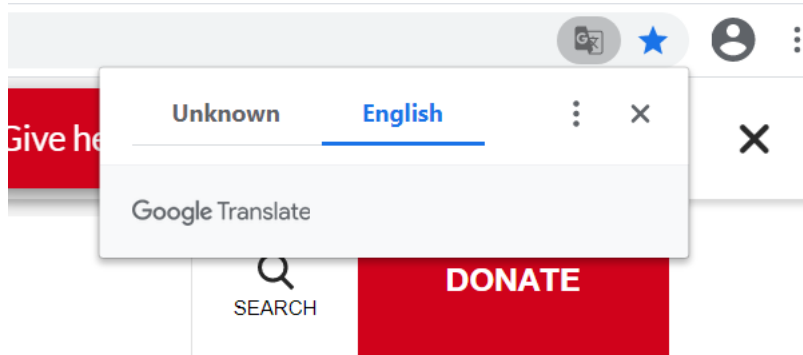 Unknown English
Give he
Google Translate
SEARCH
DONATE